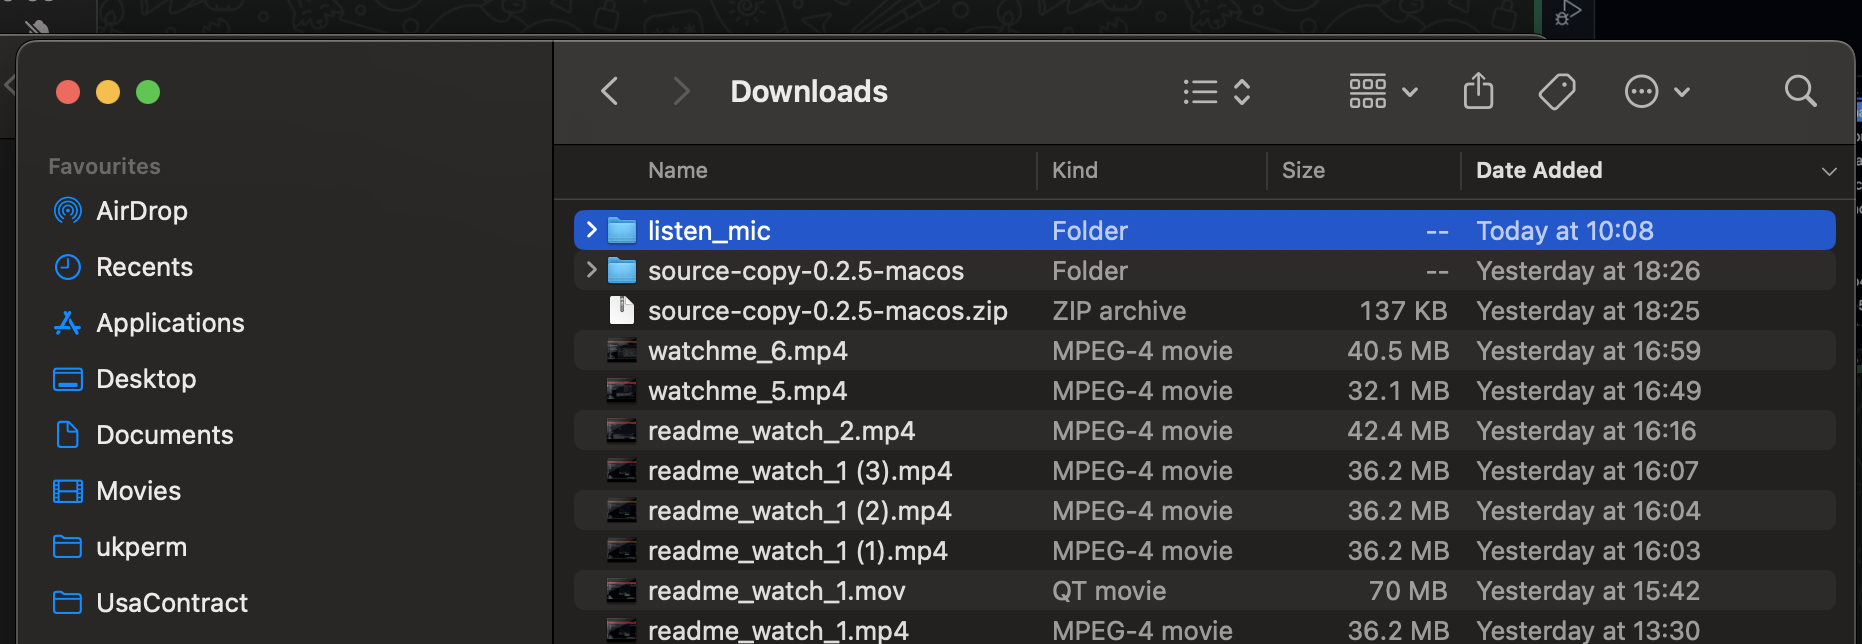 Downloads
Favourites
AirDrop
Recents
Applications
Desktop
Documents
Movies
ukperm
UsaContract
Name Kind Size Date Added
listen_mic Folder -- Today at 10:08
source-copy-0.2.5-macos Folder -- Yesterday at 18:26
source-copy-0.2.5-macos.zip ZIP archive 137 KB Yesterday at 18:25
watchme_6.mp4 MPEG-4 movie 40.5 MB Yesterday at 16:59
watchme_5.mp4 MPEG-4 movie 32.1 MB Yesterday at 16:49
readme_watch_2.mp4 MPEG-4 movie 42.4 MB Yesterday at 16:16
readme_watch_1 (3).mp4 MPEG-4 movie 36.2 MB Yesterday at 16:07
readme_watch_1 (2).mp4 MPEG-4 movie 36.2 MB Yesterday at 16:04
readme_watch_1 (1).mp4 MPEG-4 movie 36.2 MB Yesterday at 16:03
readme_watch_1.mov QT movie 70 MB Yesterday at 15:42
readme_watch_1.mp4 MPEG-4 movie 36.2 MB Yesterday at 13:30